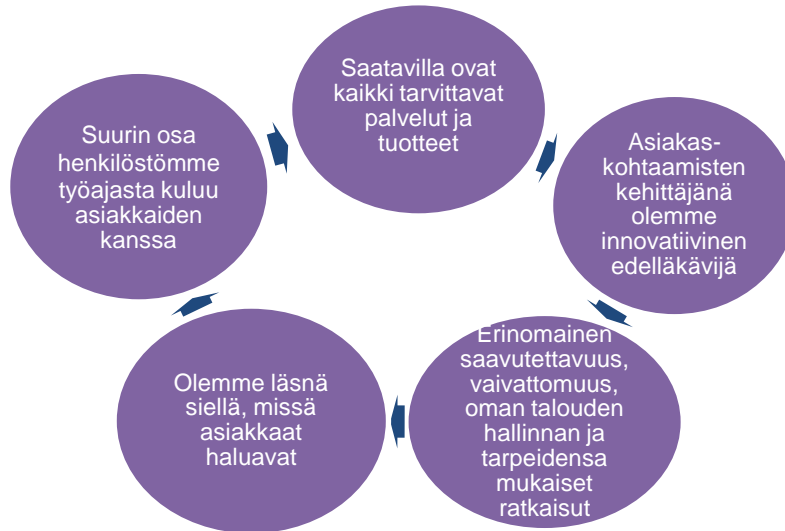 Saatavilla ovat
kaikki tarvittavat
palvelut ja
tuotteet
Asiakas-
kohtaamisten
kehittäjänä
olemme
innovatiivinen
edelläkävijä
Erinomainen
saavutettavuus,
vaivattomuus,
oman talouden
hallinnan ja
tarpeidensa
mukaiset
ratkaisut
Olemme läsnä
siellä, missä
asiakkaat
haluavat
Suurin osa
henkilöstömme
työajasta kuluu
asiakkaiden
kanssa